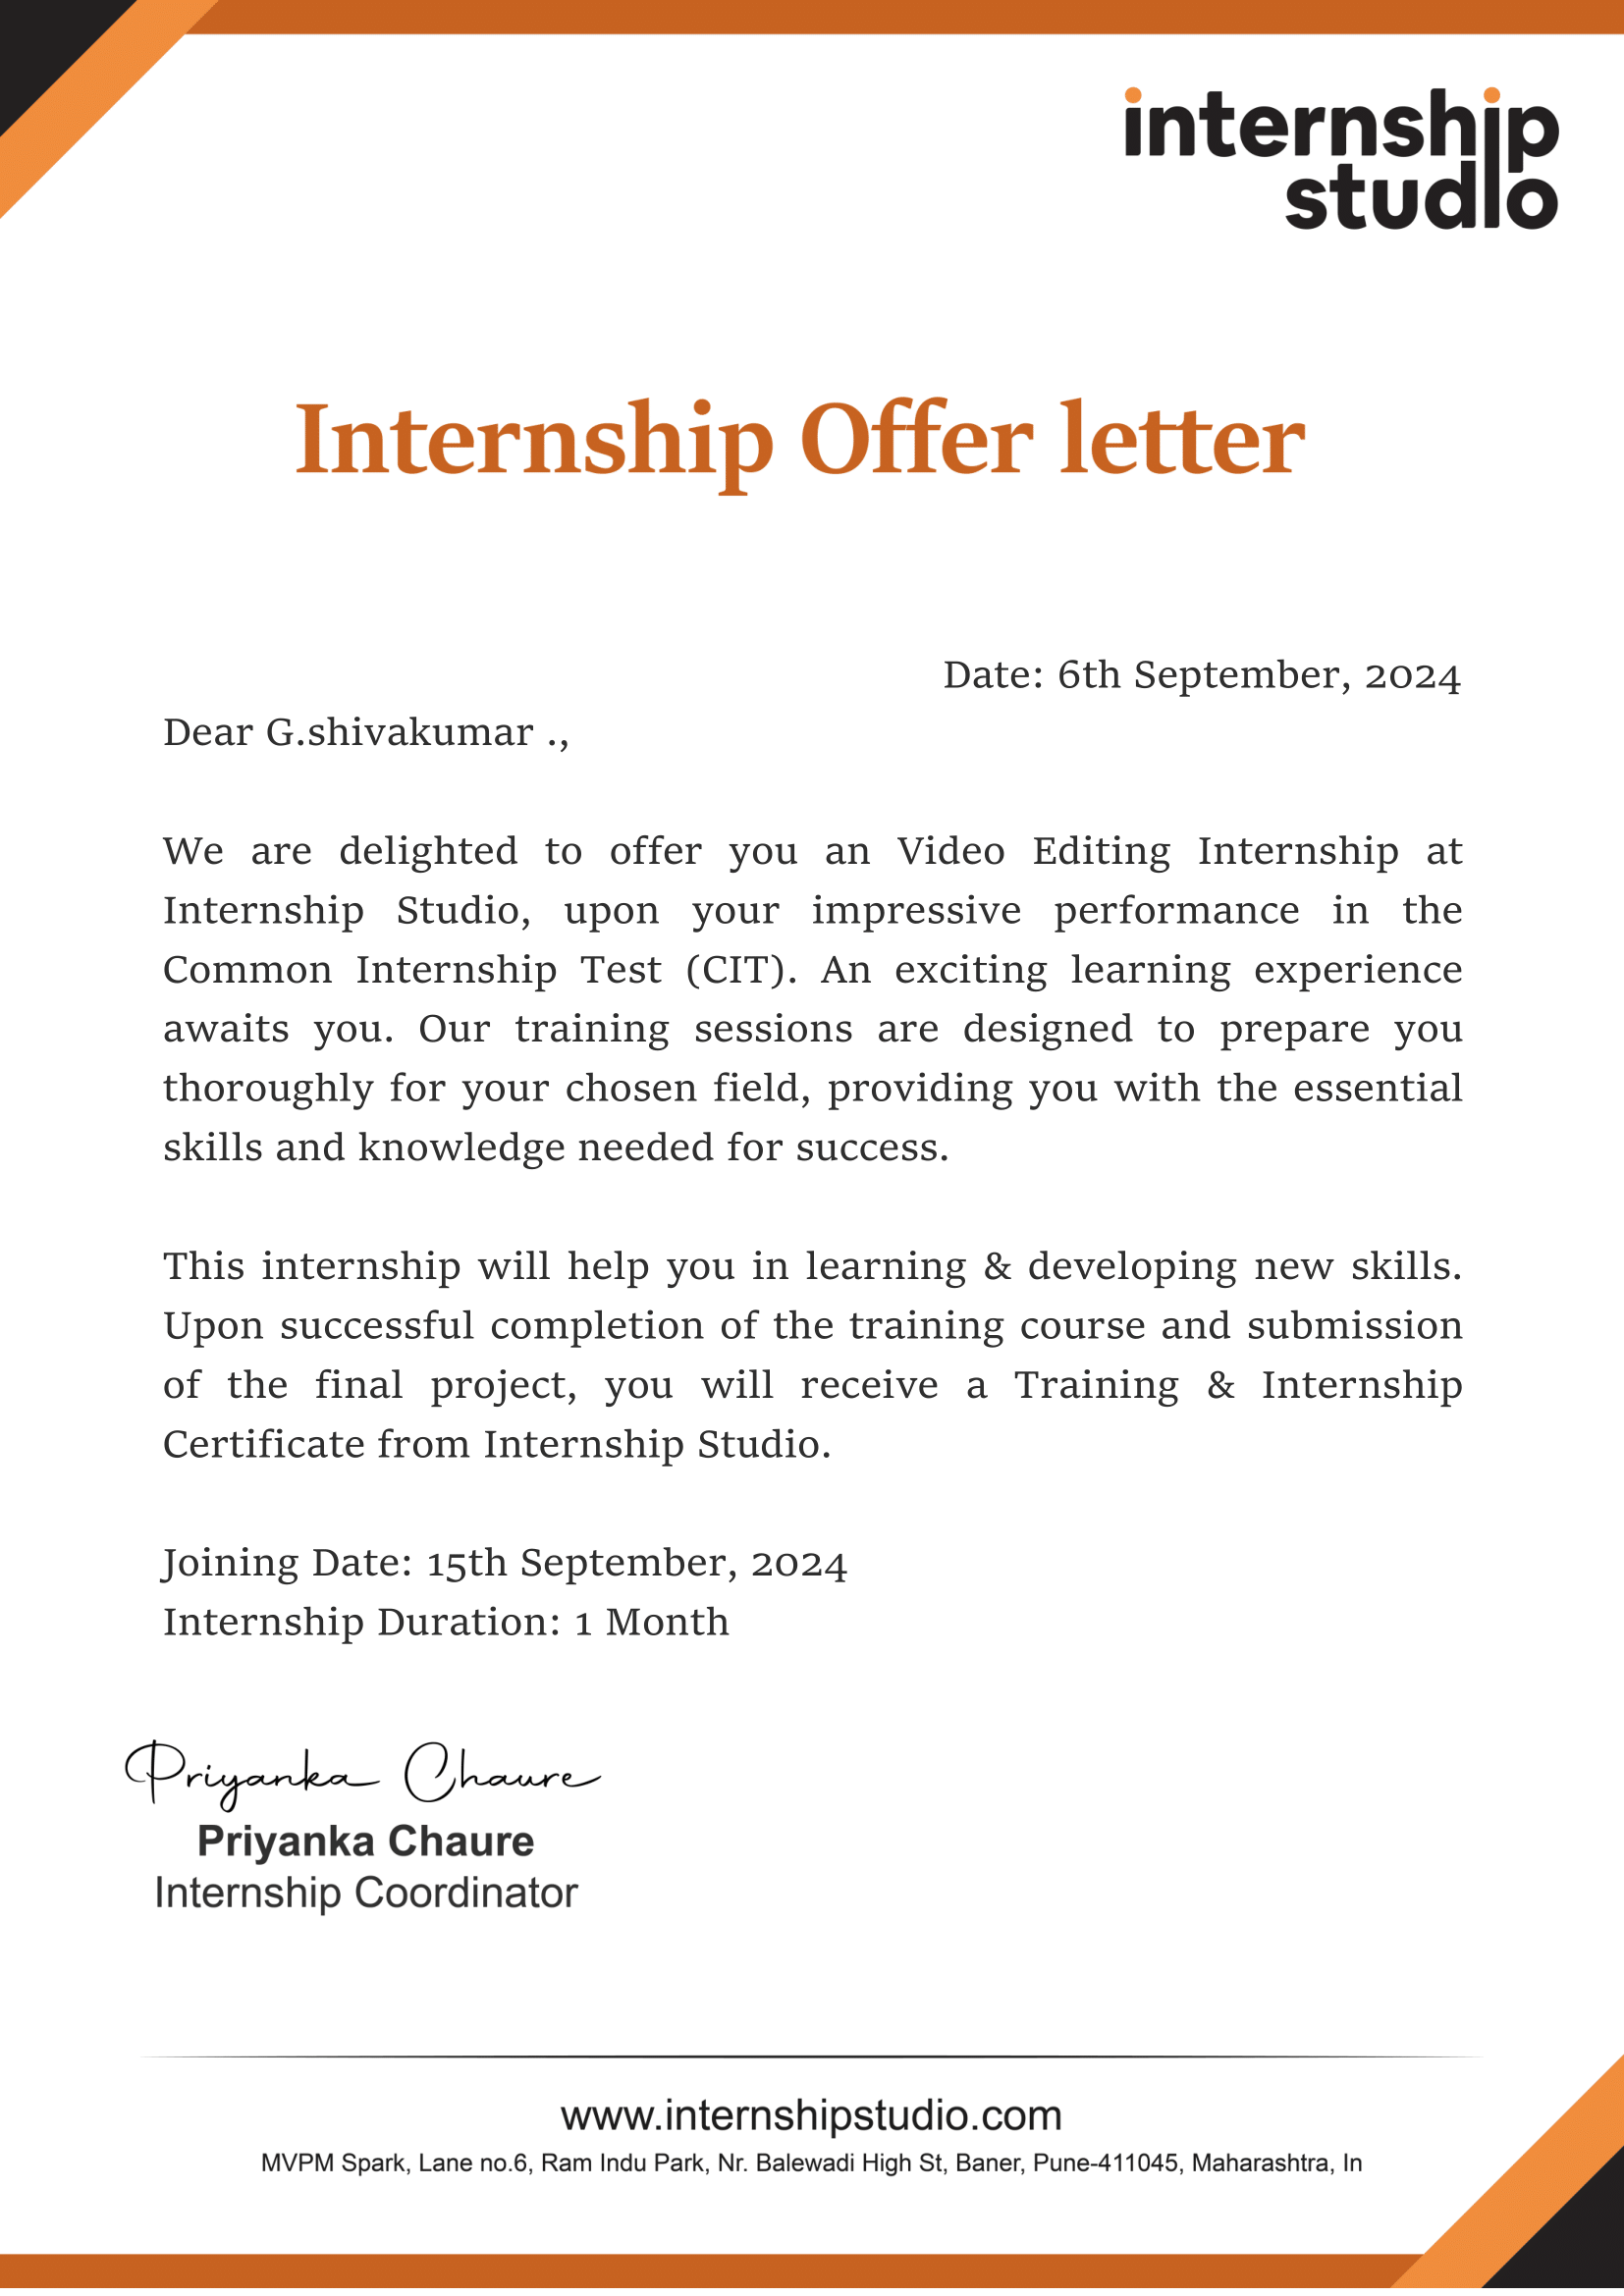 internship
studio
Internship Offer letter
Date: 6th September, 2024
Dear G.shivakumar .,
We are delighted to offer you an Video Editing Internship at
Internship Studio, upon your impressive performance in the
Common Internship Test (CIT). An exciting learning experience
awaits you. Our training sessions are designed to prepare you
thoroughly for your chosen field, providing you with the essential
skills and knowledge needed for success.
This internship will help you in learning & developing new skills.
Upon successful completion of the training course and submission
of the final project, you will receive a Training & Internship
Certificate from Internship Studio.
Joining Date: 15th September, 2024
Internship Duration: 1 Month
Priyanka Chaure
Priyanka Chaure
Internship Coordinator
www.internshipstudio.com
MVPM Spark, Lane no.6, Ram Indu Park, Nr. Balewadi High St, Baner, Pune-411045, Maharashtra, In